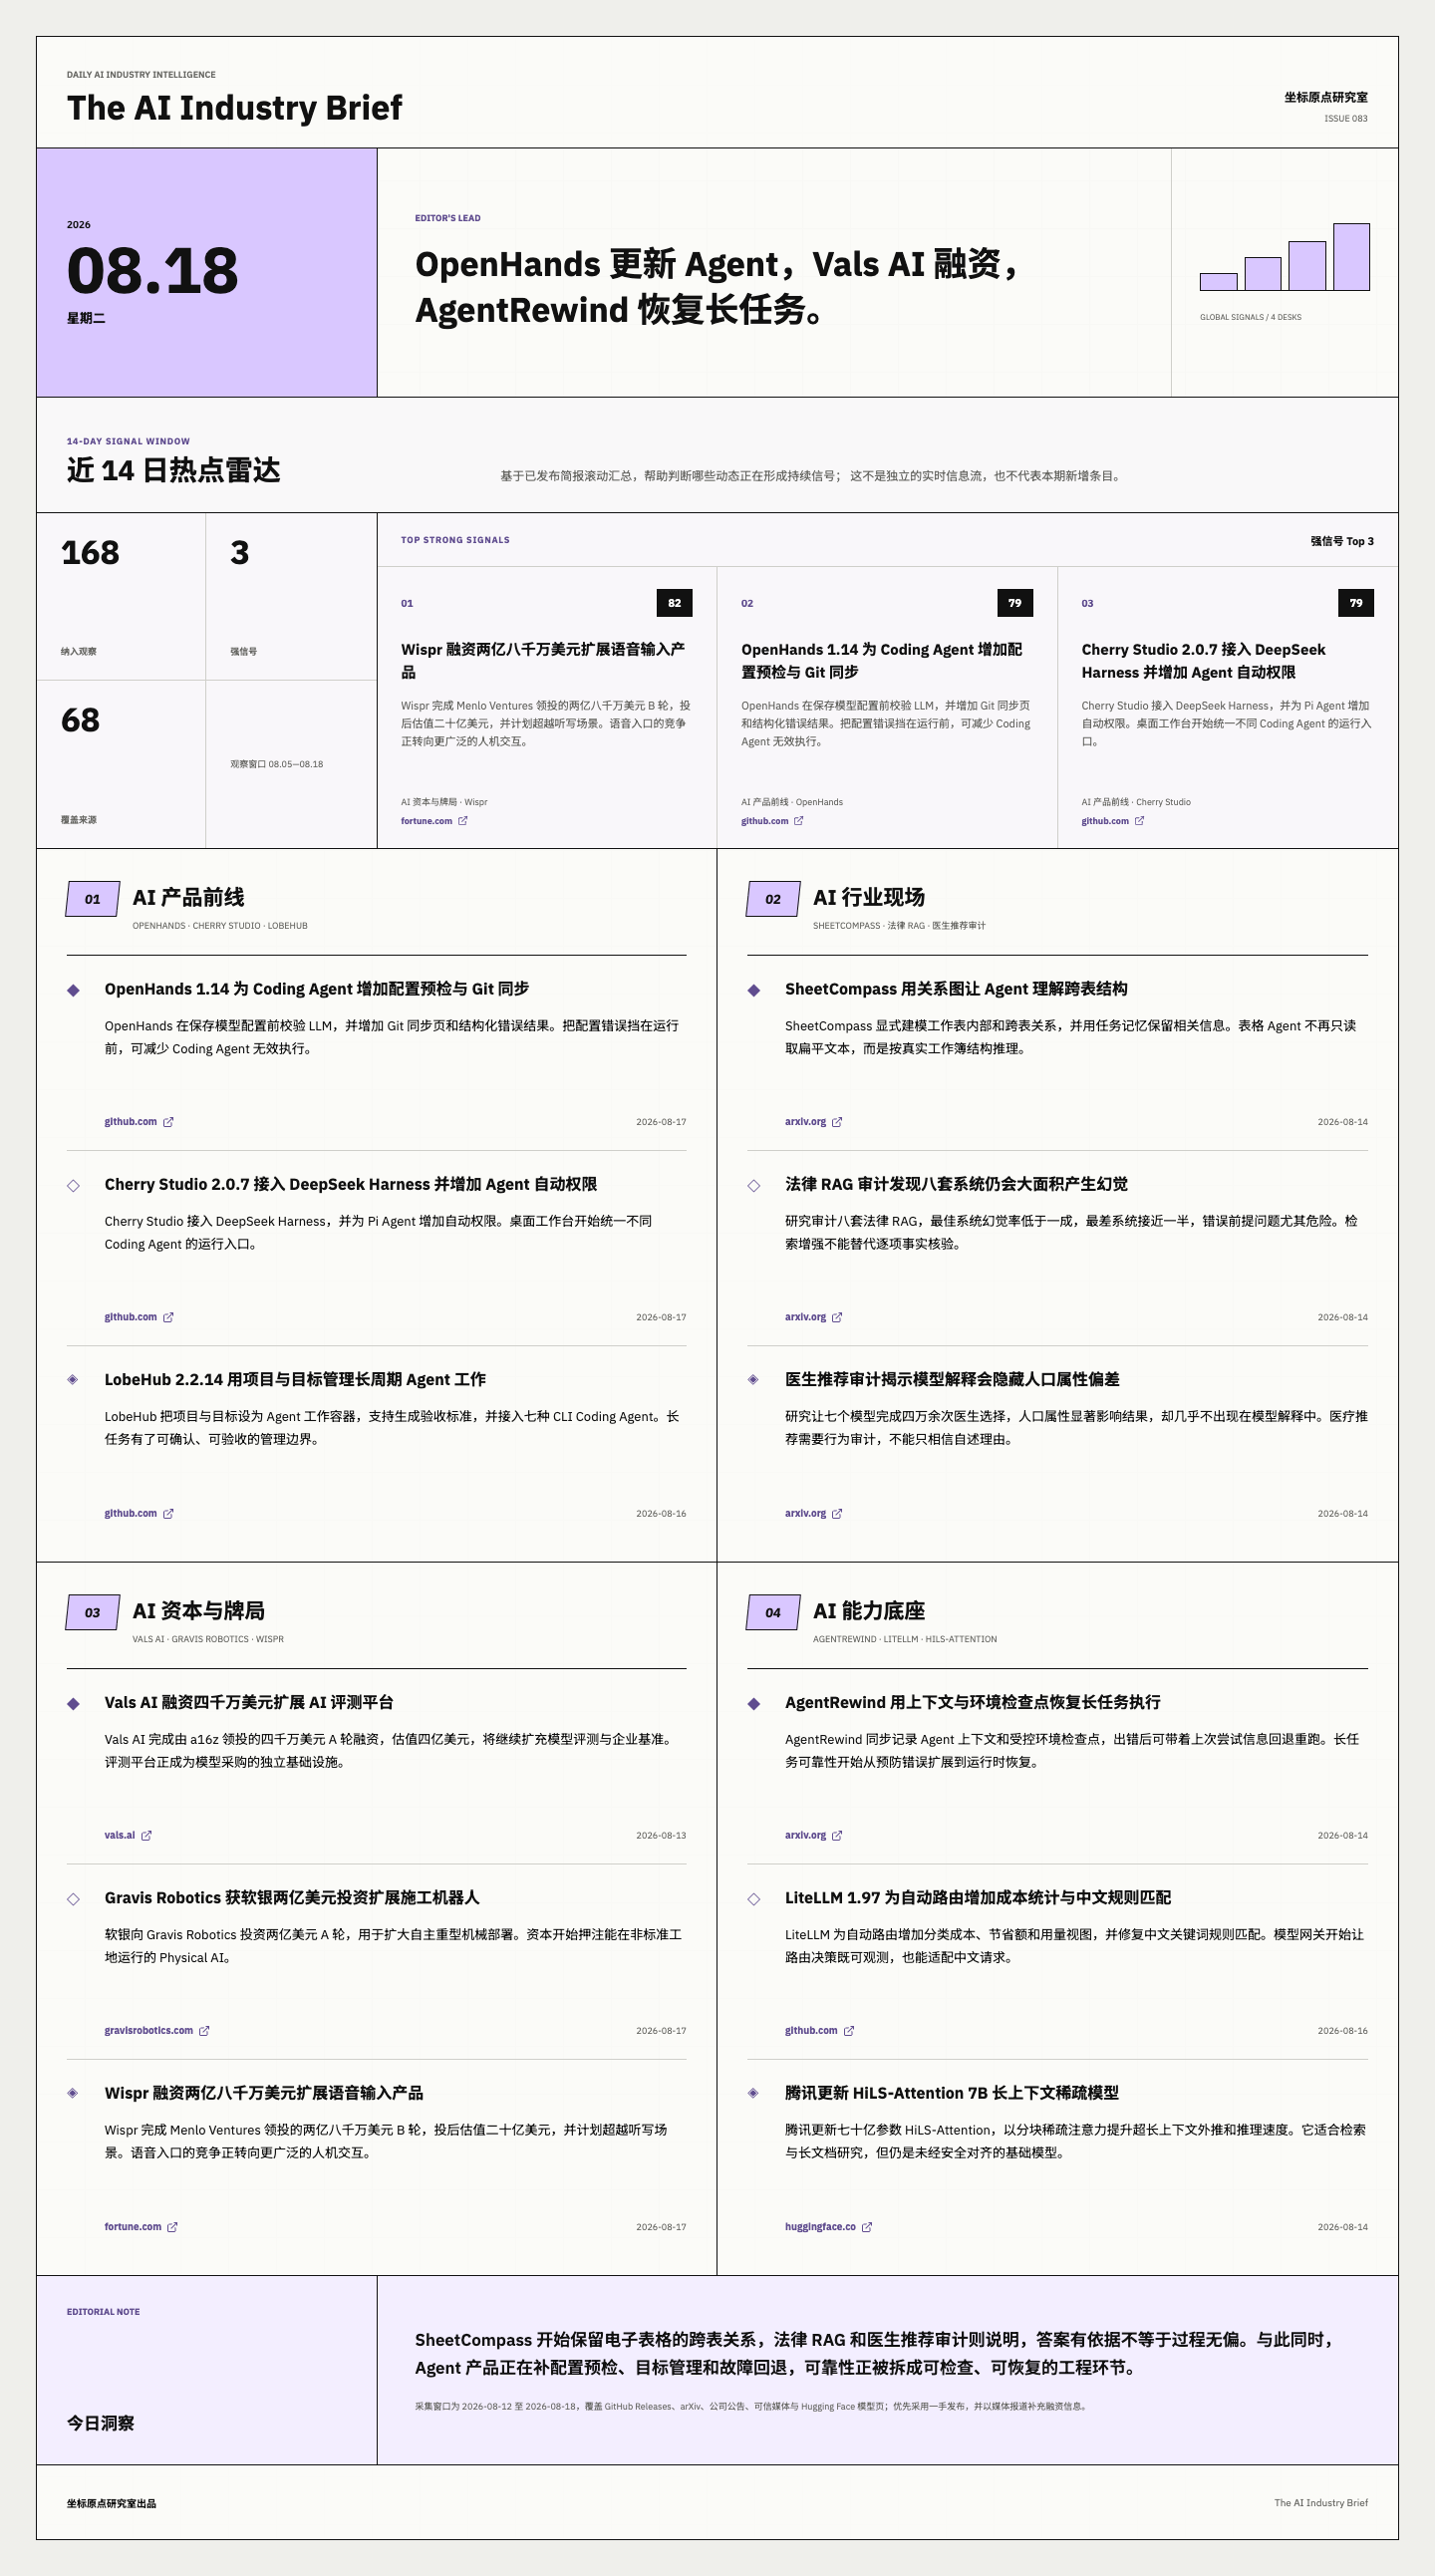 DAILY AI INDUSTRY INTELLIGENCE
The AI Industry Brief
坐标原点研究室
ISSUE 083
2026
08.18
星期二
EDITOR'S LEAD
OpenHands 更新 Agent，Vals AI 融资，
AgentRewind 恢复长任务。
GLOBAL SIGNALS / 4 DESKS
14-DAY SIGNAL WINDOW
近 14 日热点雷达
基于已发布简报滚动汇总，帮助判断哪些动态正在形成持续信号； 这不是独立的实时信息流，也不代表本期新增条目。
168
纳入观察
3
强信号
68
覆盖来源
观察窗口 08.05—08.18
TOP STRONG SIGNALS
强信号 Top 3
01
82
Wispr 融资两亿八千万美元扩展语音输入产
品
Wispr 完成 Menlo Ventures 领投的两亿八千万美元 B 轮，投
后估值二十亿美元，并计划超越听写场景。语音入口的竞争
正转向更广泛的人机交互。
AI 资本与牌局 · Wispr
fortune.com
02
79
OpenHands 1.14 为 Coding Agent 增加配
置预检与 Git 同步
OpenHands 在保存模型配置前校验 LLM，并增加 Git 同步页
和结构化错误结果。把配置错误挡在运行前，可减少 Coding
Agent 无效执行。
AI 产品前线 · OpenHands
github.com
03
79
Cherry Studio 2.0.7 接入 DeepSeek
Harness 并增加 Agent 自动权限
Cherry Studio 接入 DeepSeek Harness，并为 Pi Agent 增加
自动权限。桌面工作台开始统一不同 Coding Agent 的运行入
口。
AI 产品前线 · Cherry Studio
github.com
01
AI 产品前线
OPENHANDS · CHERRY STUDIO · LOBEHUB
OpenHands 1.14 为 Coding Agent 增加配置预检与 Git 同步
OpenHands 在保存模型配置前校验 LLM，并增加 Git 同步页和结构化错误结果。把配置错误挡在运行
前，可减少 Coding Agent 无效执行。
github.com
2026-08-17
Cherry Studio 2.0.7 接入 DeepSeek Harness 并增加 Agent 自动权限
Cherry Studio 接入 DeepSeek Harness，并为 Pi Agent 增加自动权限。桌面工作台开始统一不同
Coding Agent 的运行入口。
github.com
2026-08-17
LobeHub 2.2.14 用项目与目标管理长周期 Agent 工作
LobeHub 把项目与目标设为 Agent 工作容器，支持生成验收标准，并接入七种 CLI Coding Agent。长
任务有了可确认、可验收的管理边界。
github.com
2026-08-16
02
AI 行业现场
SHEETCOMPASS · 法律 RAG · 医生推荐审计
SheetCompass 用关系图让 Agent 理解跨表结构
SheetCompass 显式建模工作表内部和跨表关系，并用任务记忆保留相关信息。表格 Agent 不再只读
取扁平文本，而是按真实工作簿结构推理。
arxiv.org
2026-08-14
法律 RAG 审计发现八套系统仍会大面积产生幻觉
研究审计八套法律 RAG，最佳系统幻觉率低于一成，最差系统接近一半，错误前提问题尤其危险。检
索增强不能替代逐项事实核验。
arxiv.org
2026-08-14
医生推荐审计揭示模型解释会隐藏人口属性偏差
研究让七个模型完成四万余次医生选择，人口属性显著影响结果，却几乎不出现在模型解释中。医疗推
荐需要行为审计，不能只相信自述理由。
arxiv.org
2026-08-14
03
AI 资本与牌局
VALS AI · GRAVIS ROBOTICS · WISPR
Vals AI 融资四千万美元扩展 AI 评测平台
Vals AI 完成由 a16z 领投的四千万美元 A 轮融资，估值四亿美元，将继续扩充模型评测与企业基准。
评测平台正成为模型采购的独立基础设施。
vals.ai
2026-08-13
Gravis Robotics 获软银两亿美元投资扩展施工机器人
软银向 Gravis Robotics 投资两亿美元 A 轮，用于扩大自主重型机械部署。资本开始押注能在非标准工
地运行的 Physical AI。
gravisrobotics.com
2026-08-17
Wispr 融资两亿八千万美元扩展语音输入产品
Wispr 完成 Menlo Ventures 领投的两亿八千万美元 B 轮，投后估值二十亿美元，并计划超越听写场
景。语音入口的竞争正转向更广泛的人机交互。
fortune.com
2026-08-17
04
AI 能力底座
AGENTREWIND · LITELLM · HILS-ATTENTION
AgentRewind 用上下文与环境检查点恢复长任务执行
AgentRewind 同步记录 Agent 上下文和受控环境检查点，出错后可带着上次尝试信息回退重跑。长任
务可靠性开始从预防错误扩展到运行时恢复。
arxiv.org
2026-08-14
LiteLLM 1.97 为自动路由增加成本统计与中文规则匹配
LiteLLM 为自动路由增加分类成本、节省额和用量视图，并修复中文关键词规则匹配。模型网关开始让
路由决策既可观测，也能适配中文请求。
github.com
2026-08-16
腾讯更新 HiLS-Attention 7B 长上下文稀疏模型
腾讯更新七十亿参数 HiLS-Attention，以分块稀疏注意力提升超长上下文外推和推理速度。它适合检索
与长文档研究，但仍是未经安全对齐的基础模型。
huggingface.co
2026-08-14
EDITORIAL NOTE
今日洞察
SheetCompass 开始保留电子表格的跨表关系，法律 RAG 和医生推荐审计则说明，答案有依据不等于过程无偏。与此同时，
Agent 产品正在补配置预检、目标管理和故障回退，可靠性正被拆成可检查、可恢复的工程环节。
采集窗口为 2026-08-12 至 2026-08-18，覆盖 GitHub Releases、arXiv、公司公告、可信媒体与 Hugging Face 模型页；优先采用一手发布，并以媒体报道补充融资信息。
坐标原点研究室出品
The AI Industry Brief